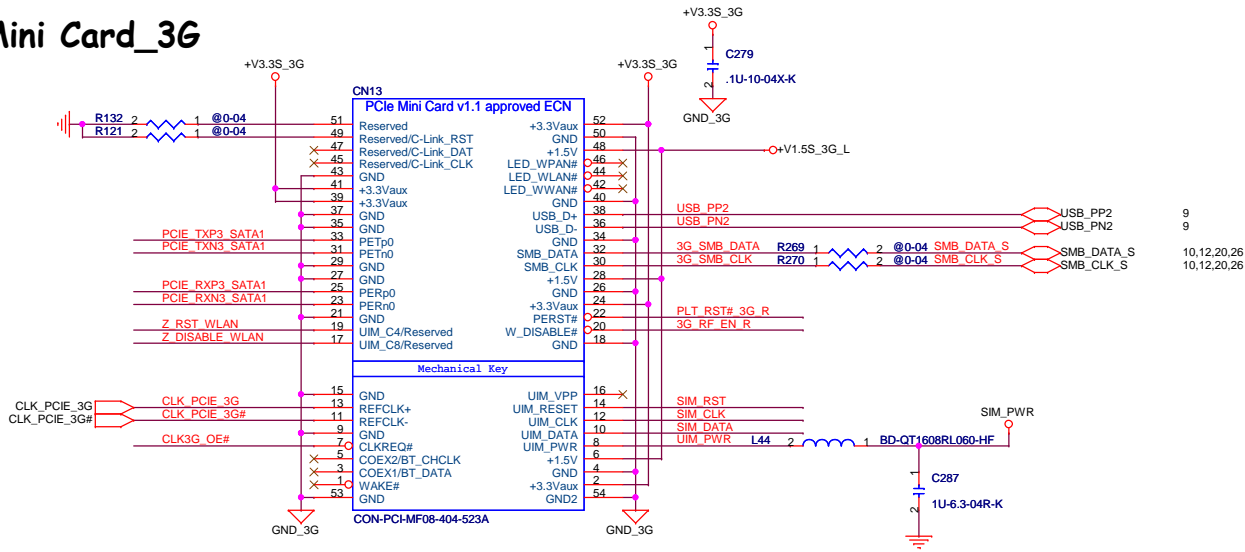 Mini Card_3G
+V3.3S_3G
1
C279
2
.1U-10-04X-K
GND_3G
+V3.3S_3G
+V3.3S_3G
CN13
PCIe Mini Card v1.1 approved ECN
R132 2 1 @0-04 51 Reserved +3.3Vaux 52
R121 2 1 @0-04 49 Reserved/C-Link_RST GND 50
47 Reserved/C-Link_DAT +1.5V 48 +V1.5S_3G_L
45 Reserved/C-Link_CLK LED_WPAN# 46
43 GND LED_WLAN# 44
41 +3.3Vaux LED_WWAN# 42
39 +3.3Vaux GND 40
37 GND USB_D+ 38 USB_PP2 USB_PP2 9
35 GND USB_D- 36 USB_PN2 USB_PN2 9
PCIE_TXP3_SATA1 33 PETp0 GND 34
PCIE_TXN3_SATA1 31 PETn0 SMB_DATA 32 3G_SMB_DATA R269 1 2 @0-04 SMB_DATA_S SMB_DATA_S 10,12,20,26
29 GND SMB_CLK 30 3G_SMB_CLK R270 1 2 @0-04 SMB_CLK_S SMB_CLK_S 10,12,20,26
27 GND +1.5V 28
PCIE_RXP3_SATA1 25 PERp0 GND 26
PCIE_RXN3_SATA1 23 PERn0 +3.3Vaux 24
21 GND PERST# 22 PLT_RST#_3G_R
Z_RST_WLAN 19 UIM_C4/Reserved W_DISABLE# 20 3G_RF_EN_R
Z_DISABLE_WLAN 17 UIM_C8/Reserved GND 18
Mechanical Key
15 GND UIM_VPP 16
CLK_PCIE_3G CLK_PCIE_3G 13 REFCLK+ UIM_RESET 14 SIM_RST
CLK_PCIE_3G# CLK_PCIE_3G# 11 REFCLK- UIM_CLK 12 SIM_CLK SIM_PWR
9 GND UIM_DATA 10 SIM_DATA
CLK3G_OE# 7 CLKREQ# UIM_PWR 8 UIM_PWR L44 2 1 BD-QT1608RL060-HF
5 COEX2/BT_CHCLK +1.5V 6
3 COEX1/BT_DATA GND 4
1 WAKE# +3.3Vaux 2
53 GND GND2 54
1
C287
2
1U-6.3-04R-K
CON-PCI-MF08-404-523A
GND_3G
GND_3G